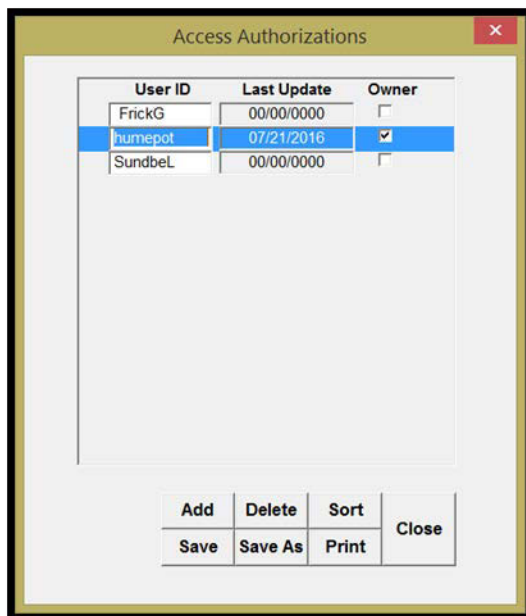 Access Authorizations
User ID Last Update Owner
FrickG 00/00/0000
humepot 07/21/2016
SundbeL 00/00/0000
Add Delete Sort
Close
Save Save As Print